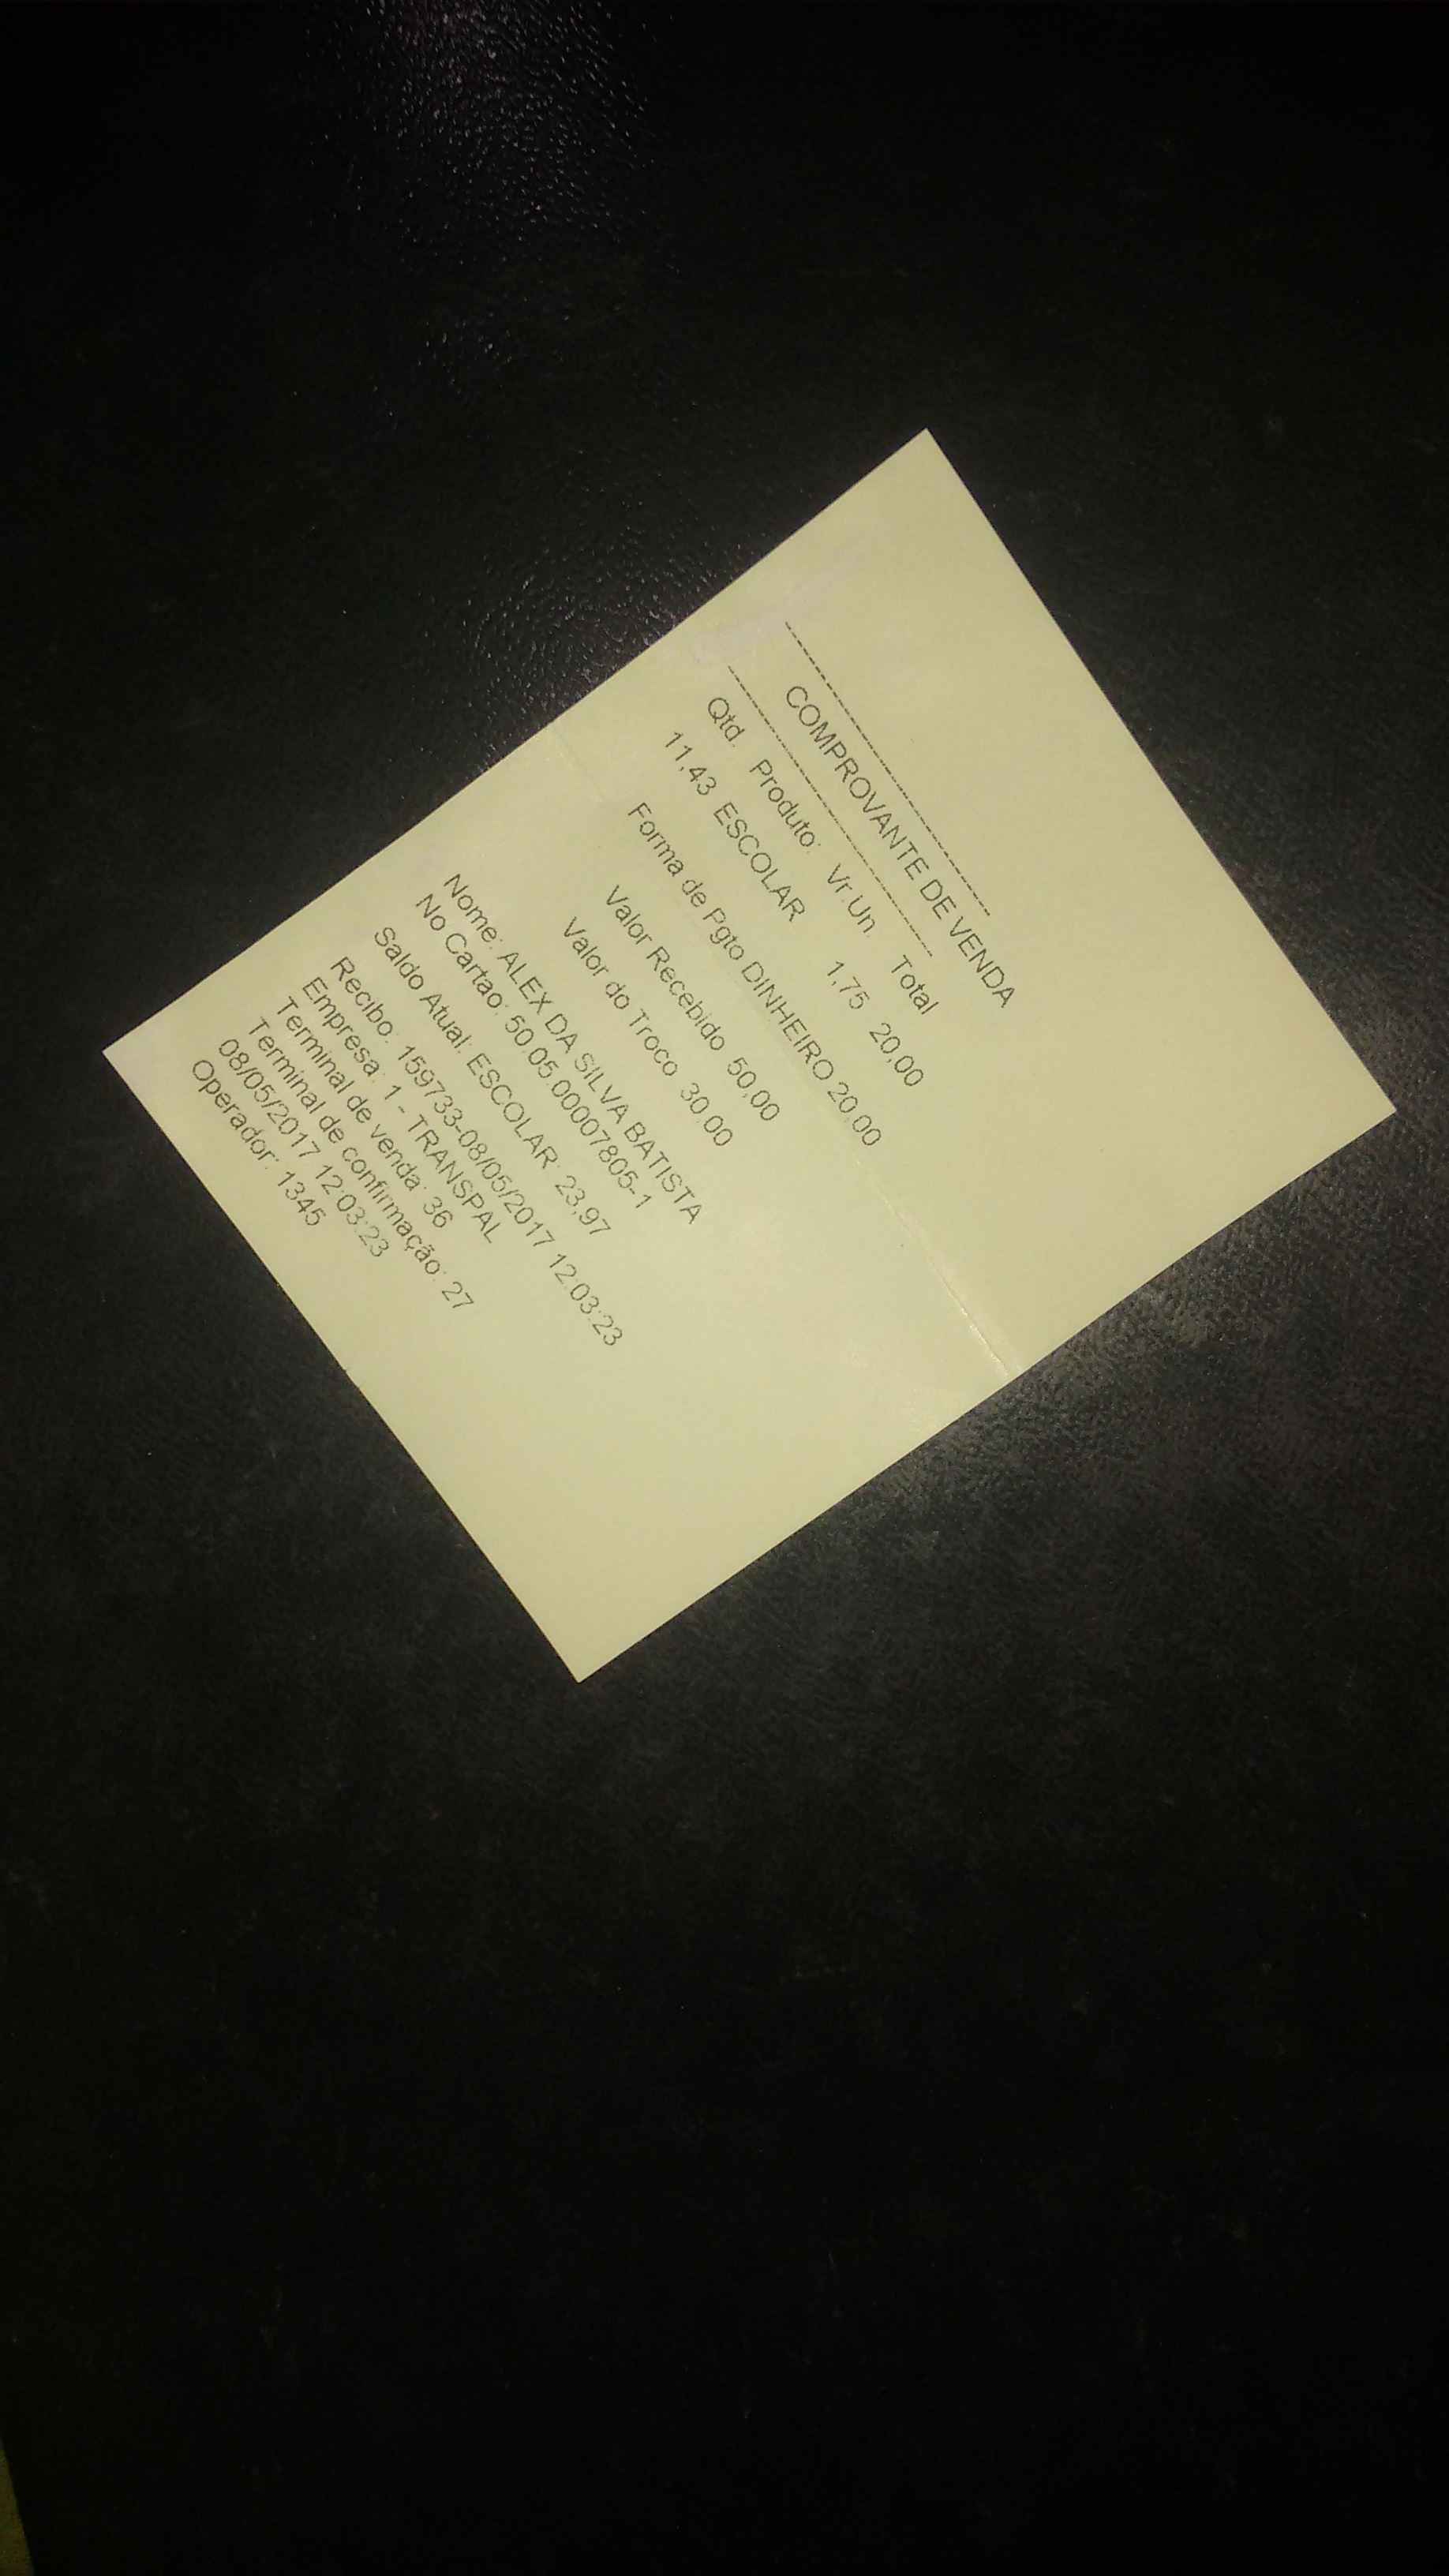 --------------------------------------------
COMPROVANTE DE VENDA
--------------------------------------------
Qtd. Produto: Vr Un. Total
11,43 ESCOLAR 1,75 20,00
Forma de Pgto DINHEIRO 20,00
Valor Recebido 50,00
Valor do Troco 30,00
Nome: ALEX DA SILVA BATISTA
No Cartao: 50.05.00007805-1
Saldo Atual: ESCOLAR: 23,97
Recibo: 159733-08/05/2017 12:03:23
Empresa: 1 - TRANSPAL
Terminal de venda: 36
Terminal de confirmação: 27
08/05/2017 12:03:23
Operador: 1345